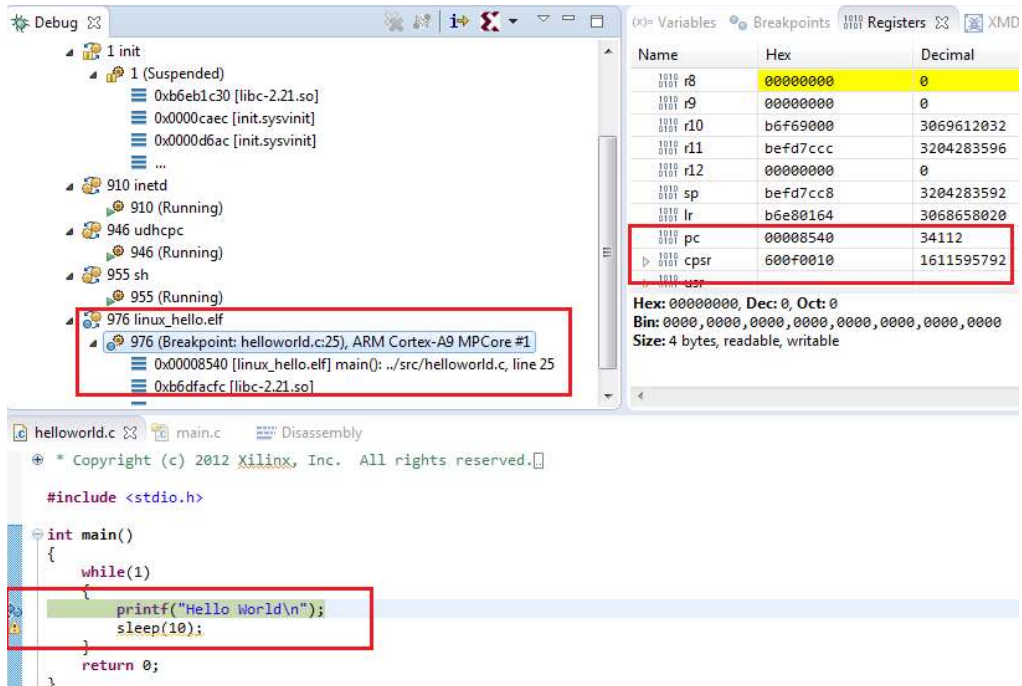 Debug
1 init
1 (Suspended)
0xb6eb1c30 [libc-2.21.so]
0x0000caec [init.sysvinit]
0x0000d6ac [init.sysvinit]
...
910 inetd
910 (Running)
946 udhcpc
946 (Running)
955 sh
955 (Running)
976 linux_hello.elf
976 (Breakpoint: helloworld.c:25), ARM Cortex-A9 MPCore #1
0x00008540 [linux_hello.elf] main(): ../src/helloworld.c, line 25
0xb6dfacfc [libc-2.21.so]
(x)= Variables Breakpoints Registers XMD
Name Hex Decimal
r8 00000000 0
r9 00000000 0
r10 b6f69000 3069612032
r11 befd7ccc 3204283596
r12 00000000 0
sp befd7cc8 3204283592
lr b6e80164 3068658020
pc 00008540 34112
cpsr 600f0010 1611595792
usr
Hex: 00000000, Dec: 0, Oct: 0
Bin: 0000,0000,0000,0000,0000,0000,0000,0000
Size: 4 bytes, readable, writable
helloworld.c main.c Disassembly
* Copyright (c) 2012 Xilinx, Inc. All rights reserved.
#include <stdio.h>
int main()
{
while(1)
{
printf("Hello World\n");
sleep(10);
}
return 0;
}